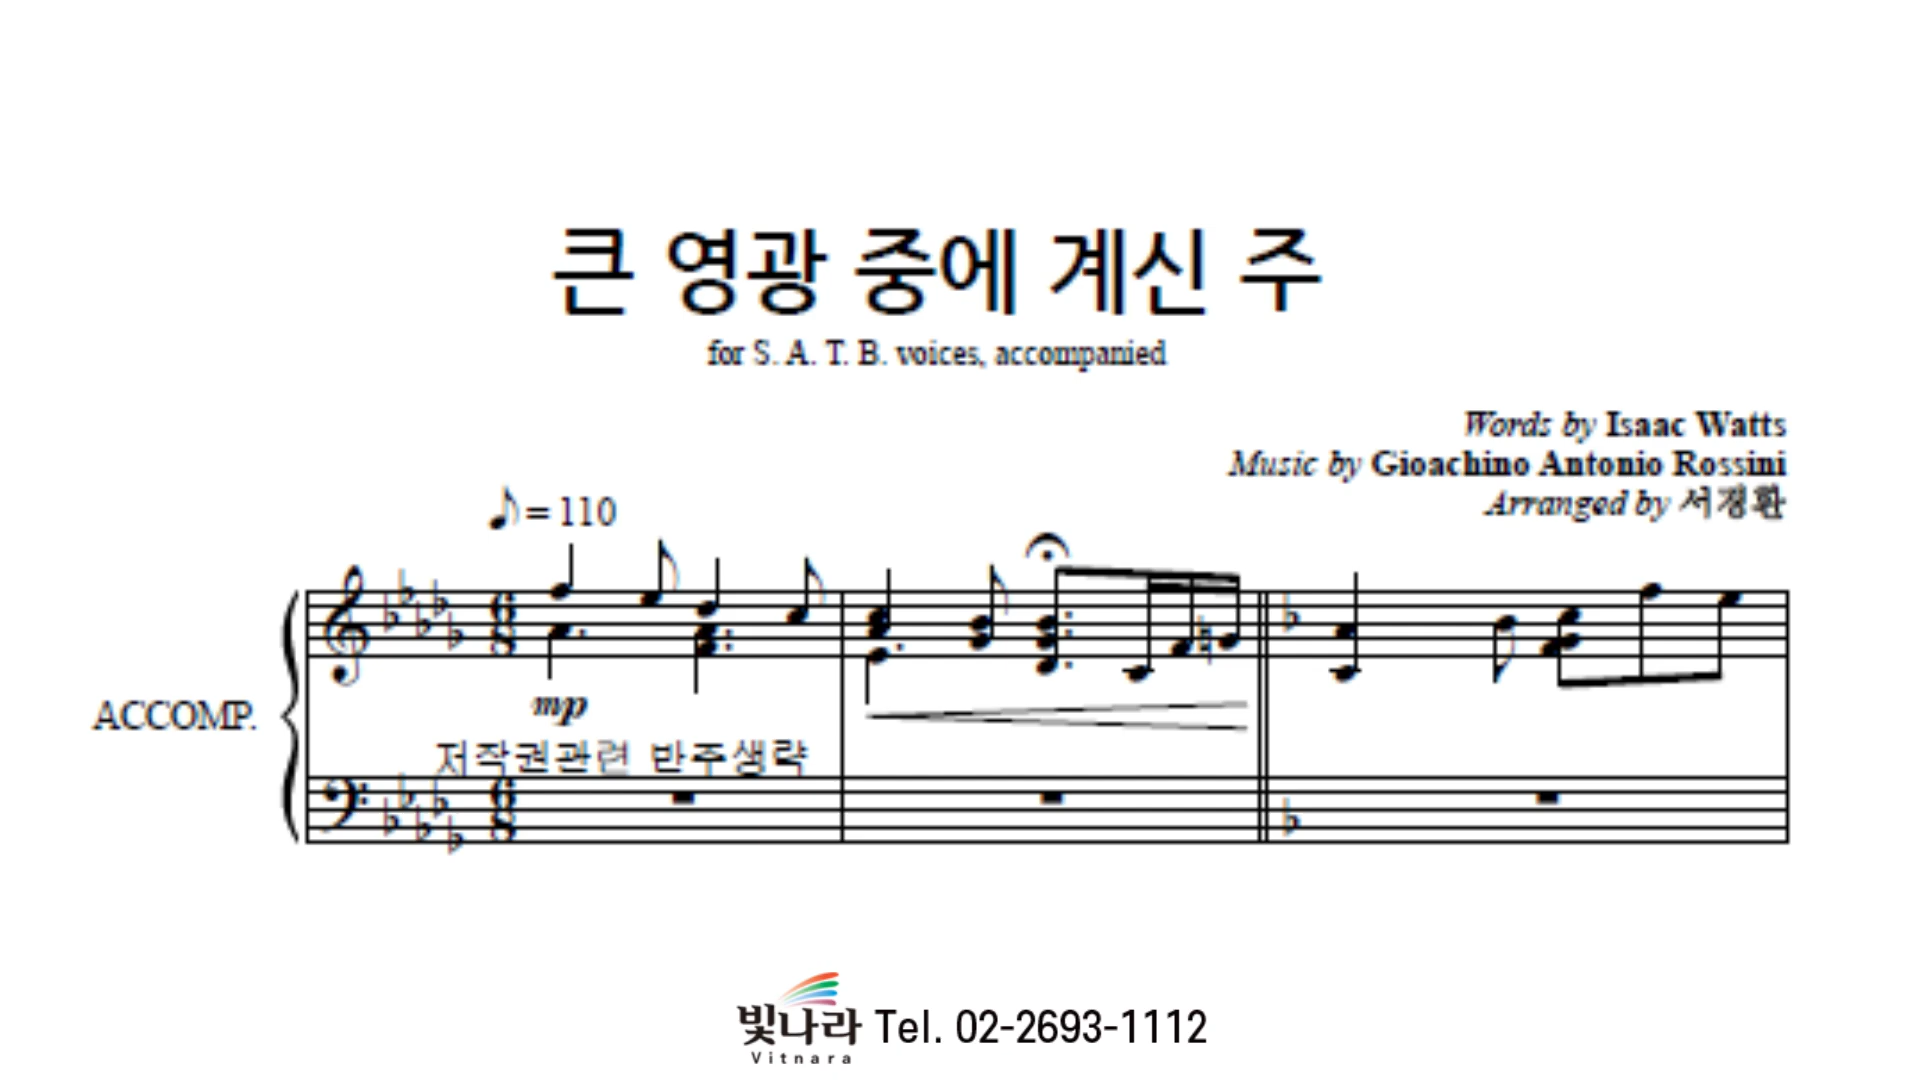 큰 영광 중에 계신 주
for S. A. T. B. voices, accompanied
Words by Isaac Watts
Music by Gioachino Antonio Rossini
Arranged by 서정환
= 110
ACCOMP.
mp
저작권관련 반주생략
빛나라 Tel. 02-2693-1112
Vitnara